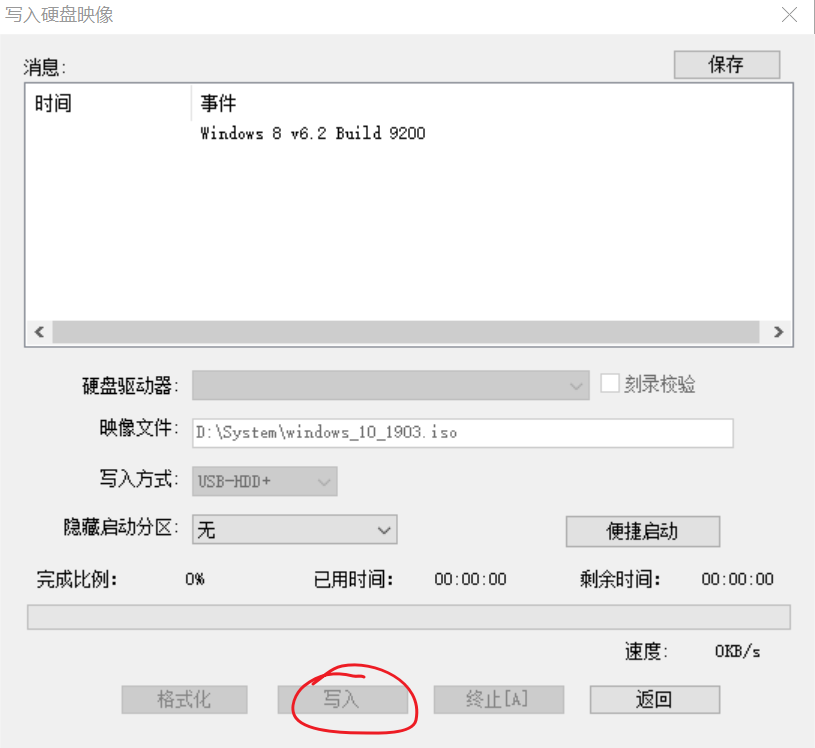 写入硬盘映像
消息:
保存
时间 事件
Windows 8 v6.2 Build 9200
硬盘驱动器:
刻录校验
映像文件: D:\System\windows_10_1903.iso
写入方式: USB-HDD+
隐藏启动分区: 无
便捷启动
完成比例: 0% 已用时间: 00:00:00 剩余时间: 00:00:00
速度: 0KB/s
格式化 写入 终止[A] 返回